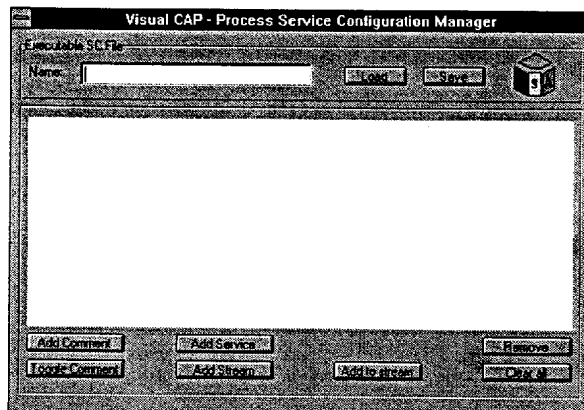 Visual CAP - Process Service Configuration Manager
Executable SC File
Name:
Load
Save
S
Add Comment
Add Service
Remove
Toggle Comment
Add Stream
Add to stream
Clear all